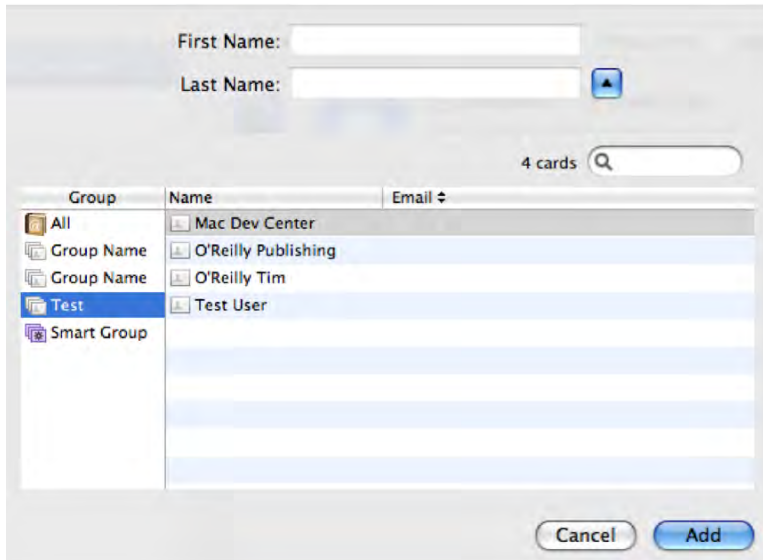 First Name:
Last Name:
4 cards
Group Name Email
All Mac Dev Center
Group Name O'Reilly Publishing
Group Name O'Reilly Tim
Test Test User
Smart Group
Cancel Add